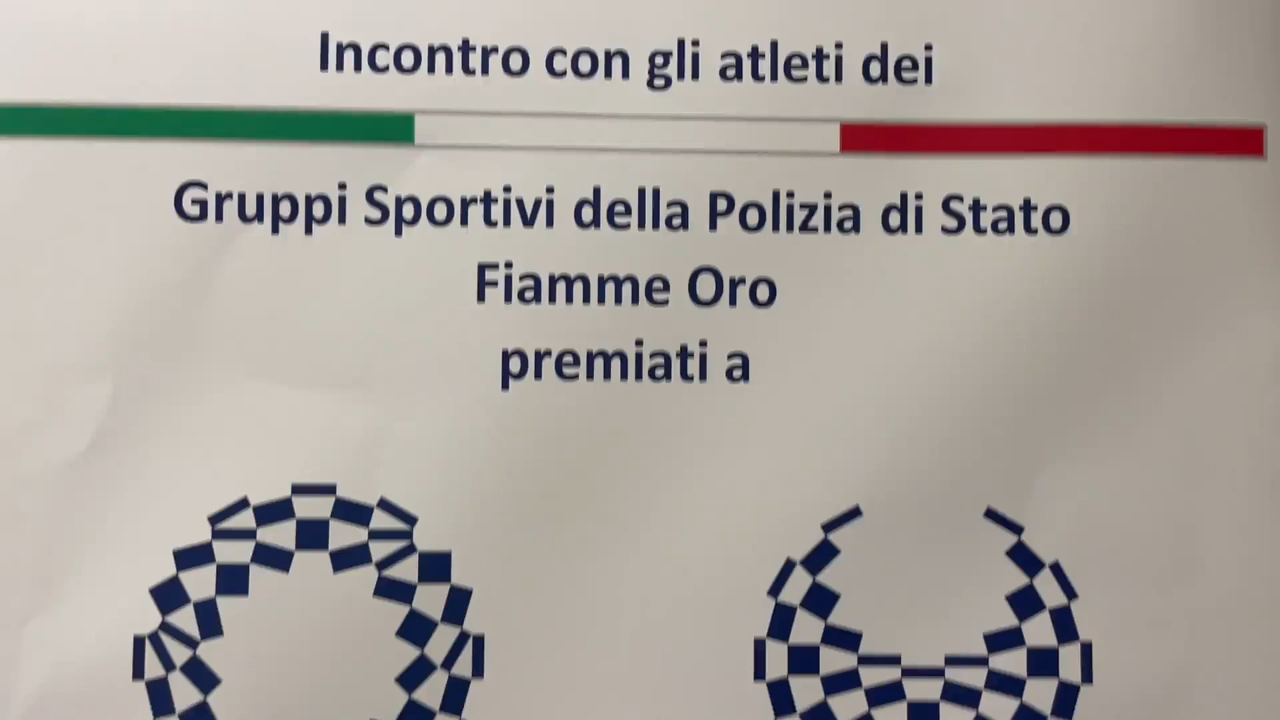 Incontro con gli atleti dei
Gruppi Sportivi della Polizia di Stato
Fiamme Oro
premiati a